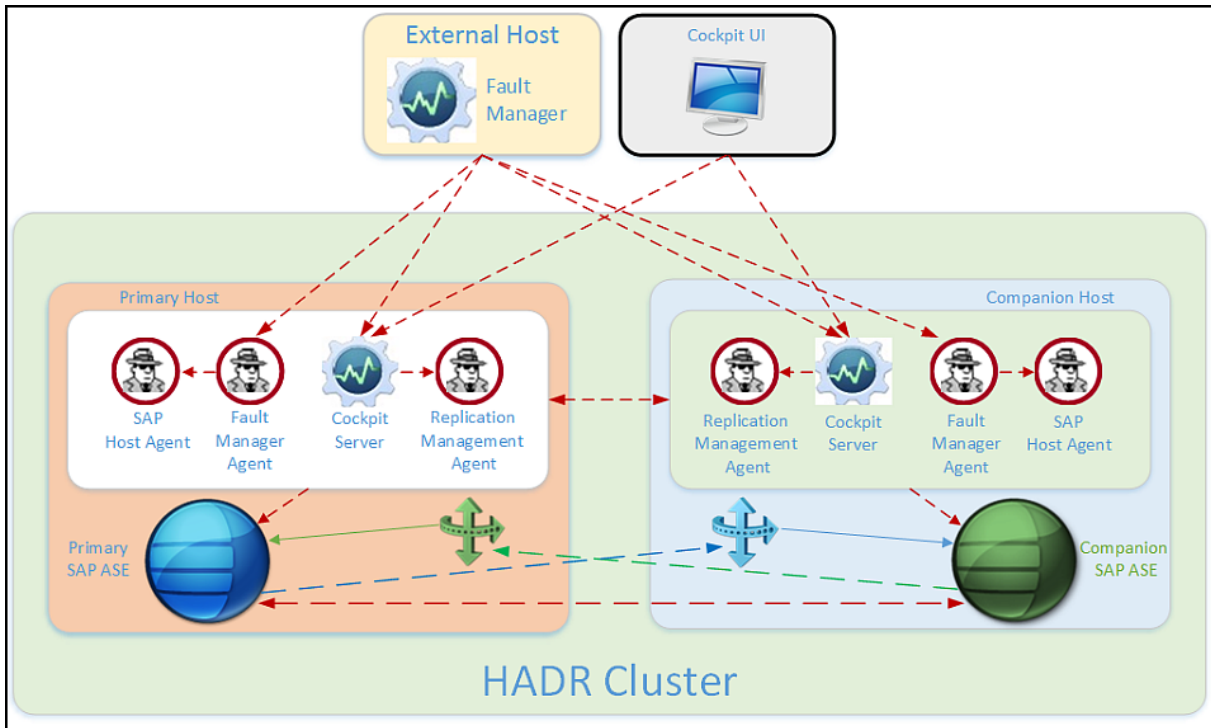 External Host
Fault
Manager
Cockpit UI
Primary Host
SAP
Host Agent
Fault
Manager
Agent
Cockpit
Server
Replication
Management
Agent
Primary
SAP ASE
Companion Host
Replication
Management
Agent
Cockpit
Server
Fault
Manager
Agent
SAP
Host Agent
Companion
SAP ASE
HADR Cluster